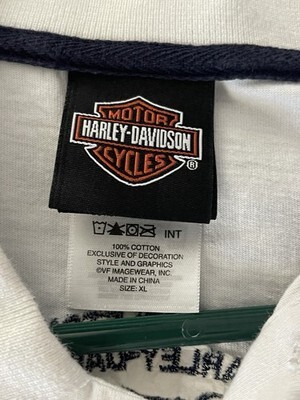 MOTOR
HARLEY-DAVIDSON
CYCLES
®
INT
100% COTTON
EXCLUSIVE OF DECORATION
STYLE AND GRAPHICS
©VF IMAGEWEAR, INC.
MADE IN CHINA
SIZE: XL